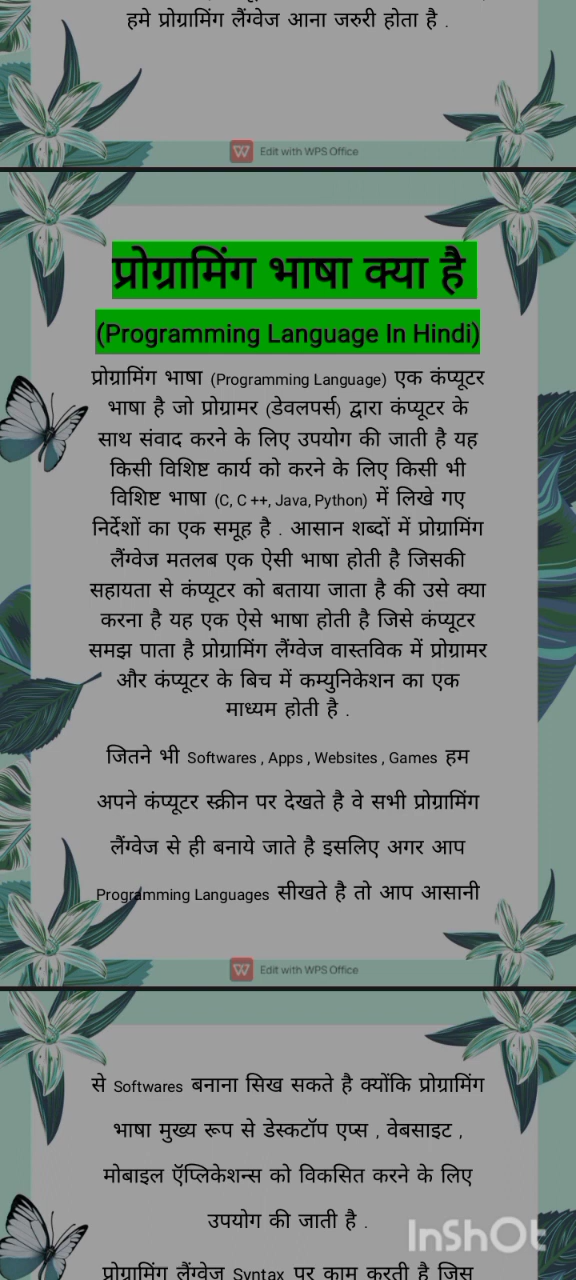 हमे प्रोग्रामिंग लैंग्वेज आना जरुरी होता है .
Edit with WPS Office
प्रोग्रामिंग भाषा क्या है
(Programming Language In Hindi)
प्रोग्रामिंग भाषा (Programming Language) एक कंप्यूटर
भाषा है जो प्रोग्रामर (डेवलपर्स) द्वारा कंप्यूटर के
साथ संवाद करने के लिए उपयोग की जाती है यह
किसी विशिष्ट कार्य को करने के लिए किसी भी
विशिष्ट भाषा (C, C ++, Java, Python) में लिखे गए
निर्देशों का एक समूह है . आसान शब्दों में प्रोग्रामिंग
लैंग्वेज मतलब एक ऐसी भाषा होती है जिसकी
सहायता से कंप्यूटर को बताया जाता है की उसे क्या
करना है यह एक ऐसे भाषा होती है जिसे कंप्यूटर
समझ पाता है प्रोग्रामिंग लैंग्वेज वास्तविक में प्रोग्रामर
और कंप्यूटर के बिच में कम्युनिकेशन का एक
माध्यम होती है .
जितने भी Softwares , Apps , Websites , Games हम
अपने कंप्यूटर स्क्रीन पर देखते है वे सभी प्रोग्रामिंग
लैंग्वेज से ही बनाये जाते है इसलिए अगर आप
Programming Languages सीखते है तो आप आसानी
Edit with WPS Office
से Softwares बनाना सिख सकते है क्योंकि प्रोग्रामिंग
भाषा मुख्य रूप से डेस्कटॉप एप्स , वेबसाइट ,
मोबाइल ऍप्लिकेशन्स को विकसित करने के लिए
उपयोग की जाती है .
InShOt
प्रोग्रामिंग लैंग्वेज Syntax पर काम करती है जिस